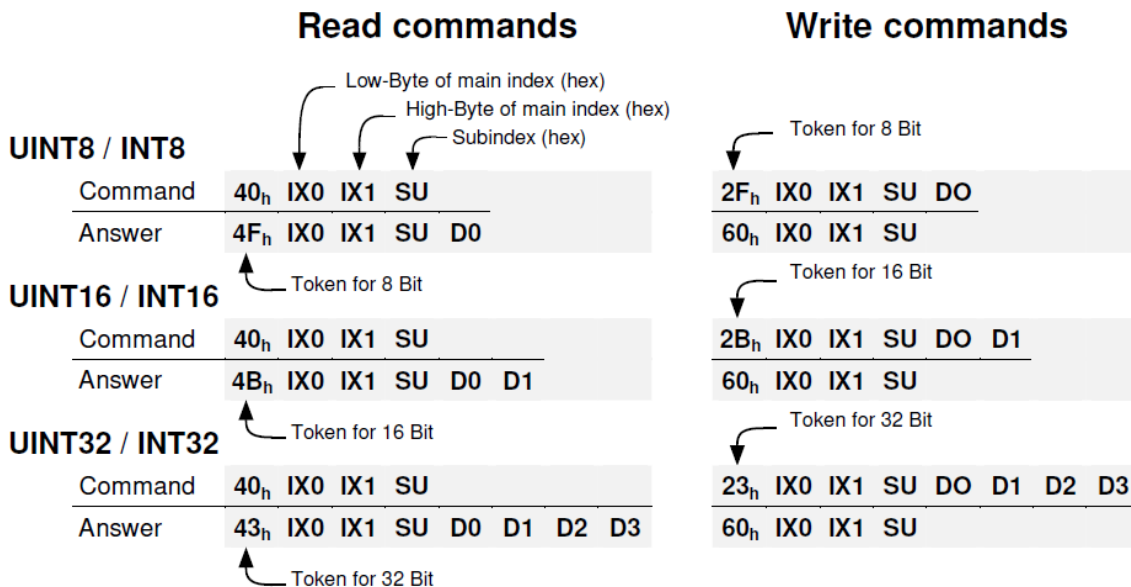 Read commands Write commands
Low-Byte of main index (hex)
High-Byte of main index (hex)
Subindex (hex) Token for 8 Bit
UINT8 / INT8
Command 40h IX0 IX1 SU 2Fh IX0 IX1 SU DO
Answer 4Fh IX0 IX1 SU D0 60h IX0 IX1 SU
Token for 8 Bit Token for 16 Bit
UINT16 / INT16
Command 40h IX0 IX1 SU 2Bh IX0 IX1 SU DO D1
Answer 4Bh IX0 IX1 SU D0 D1 60h IX0 IX1 SU
Token for 16 Bit Token for 32 Bit
UINT32 / INT32
Command 40h IX0 IX1 SU 23h IX0 IX1 SU DO D1 D2 D3
Answer 43h IX0 IX1 SU D0 D1 D2 D3 60h IX0 IX1 SU
Token for 32 Bit